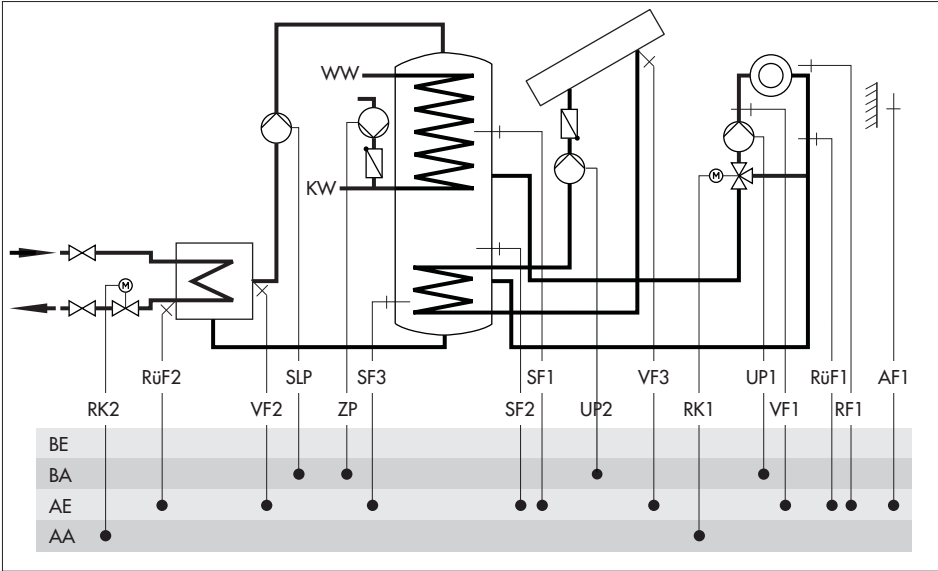 WW
KW
M
M
RüF2 SLP SF3 SF1 VF3 UP1 RüF1 AF1
RK2 VF2 ZP SF2 UP2 RK1 VF1 RF1
BE
BA
AE
AA